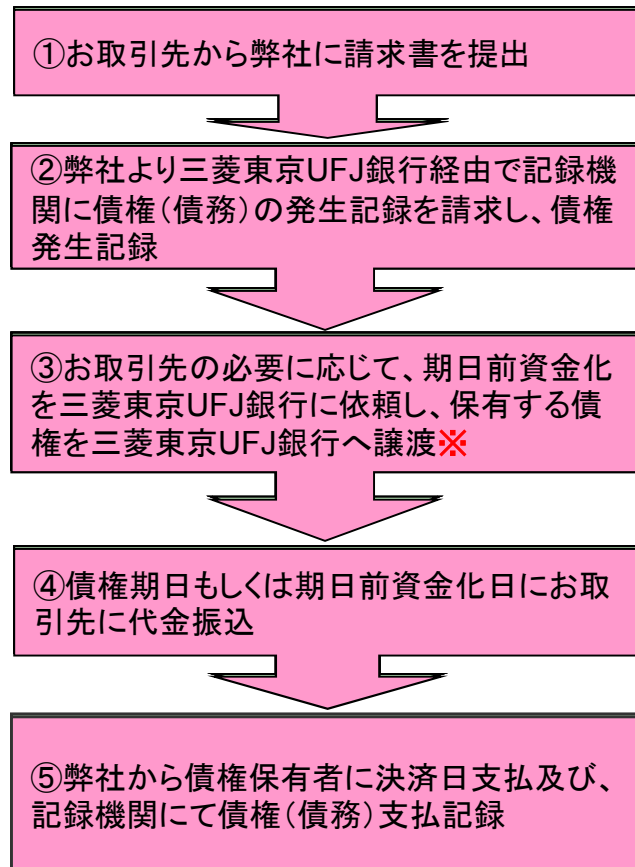 ①お取引先から弊社に請求書を提出
②弊社より三菱東京UFJ銀行経由で記録機
関に債権(債務)の発生記録を請求し、債権
発生記録
③お取引先の必要に応じて、期日前資金化
を三菱東京UFJ銀行に依頼し、保有する債
権を三菱東京UFJ銀行へ譲渡※
④債権期日もしくは期日前資金化日にお取
引先に代金振込
⑤弊社から債権保有者に決済日支払及び、
記録機関にて債権(債務)支払記録